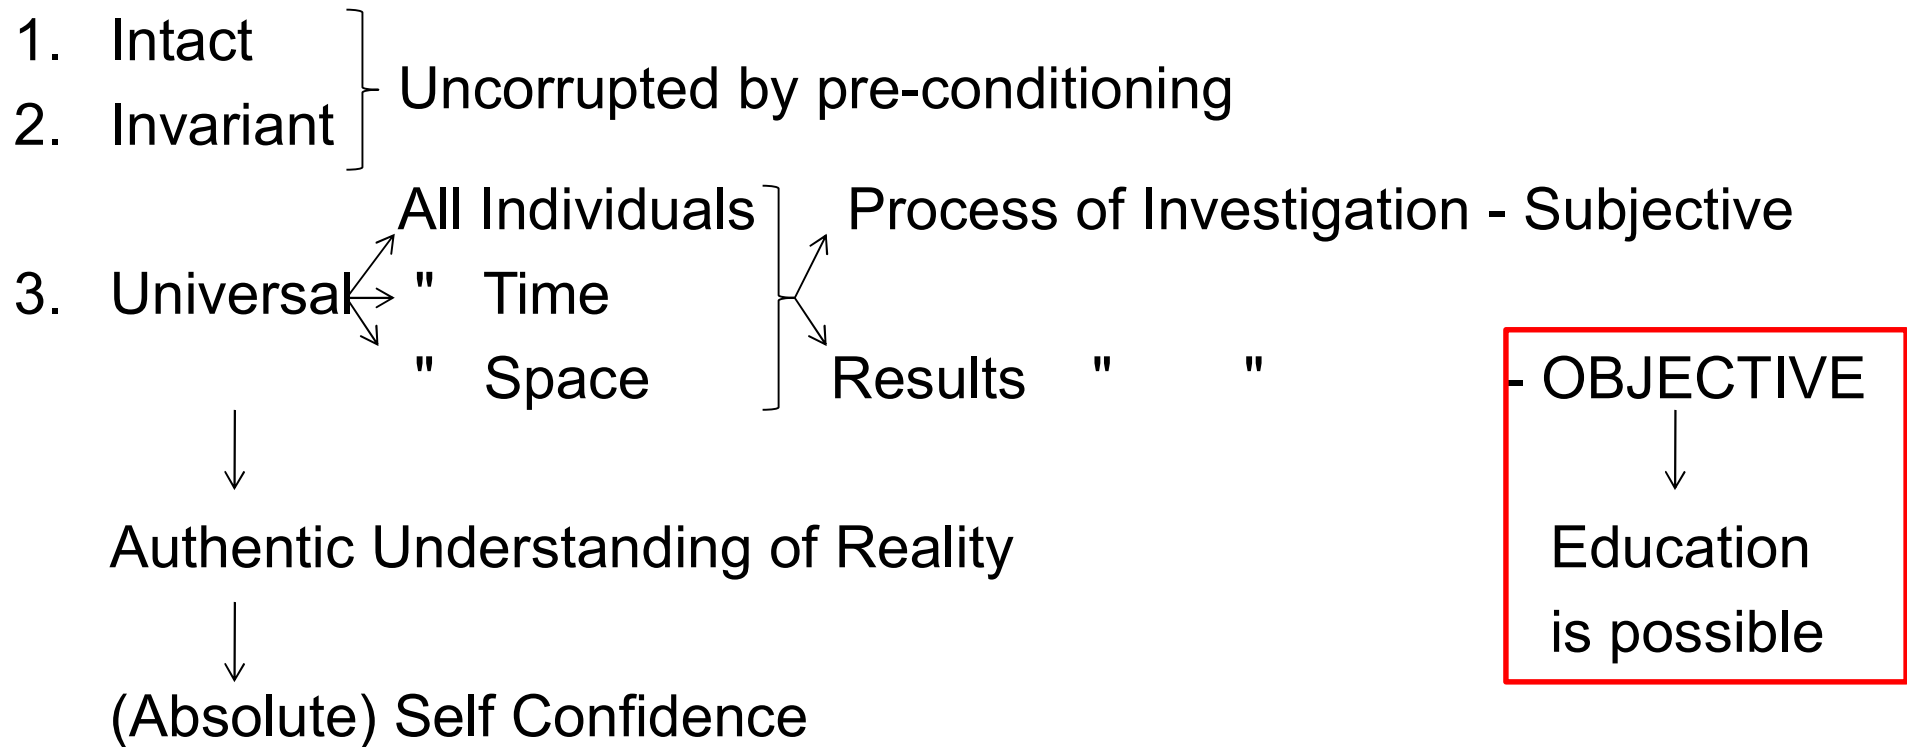 1. Intact
2. Invariant
Uncorrupted by pre-conditioning
All Individuals
3. Universal " Time
" Space
Process of Investigation - Subjective
Results " " - OBJECTIVE
Authentic Understanding of Reality
Education
is possible
(Absolute) Self Confidence